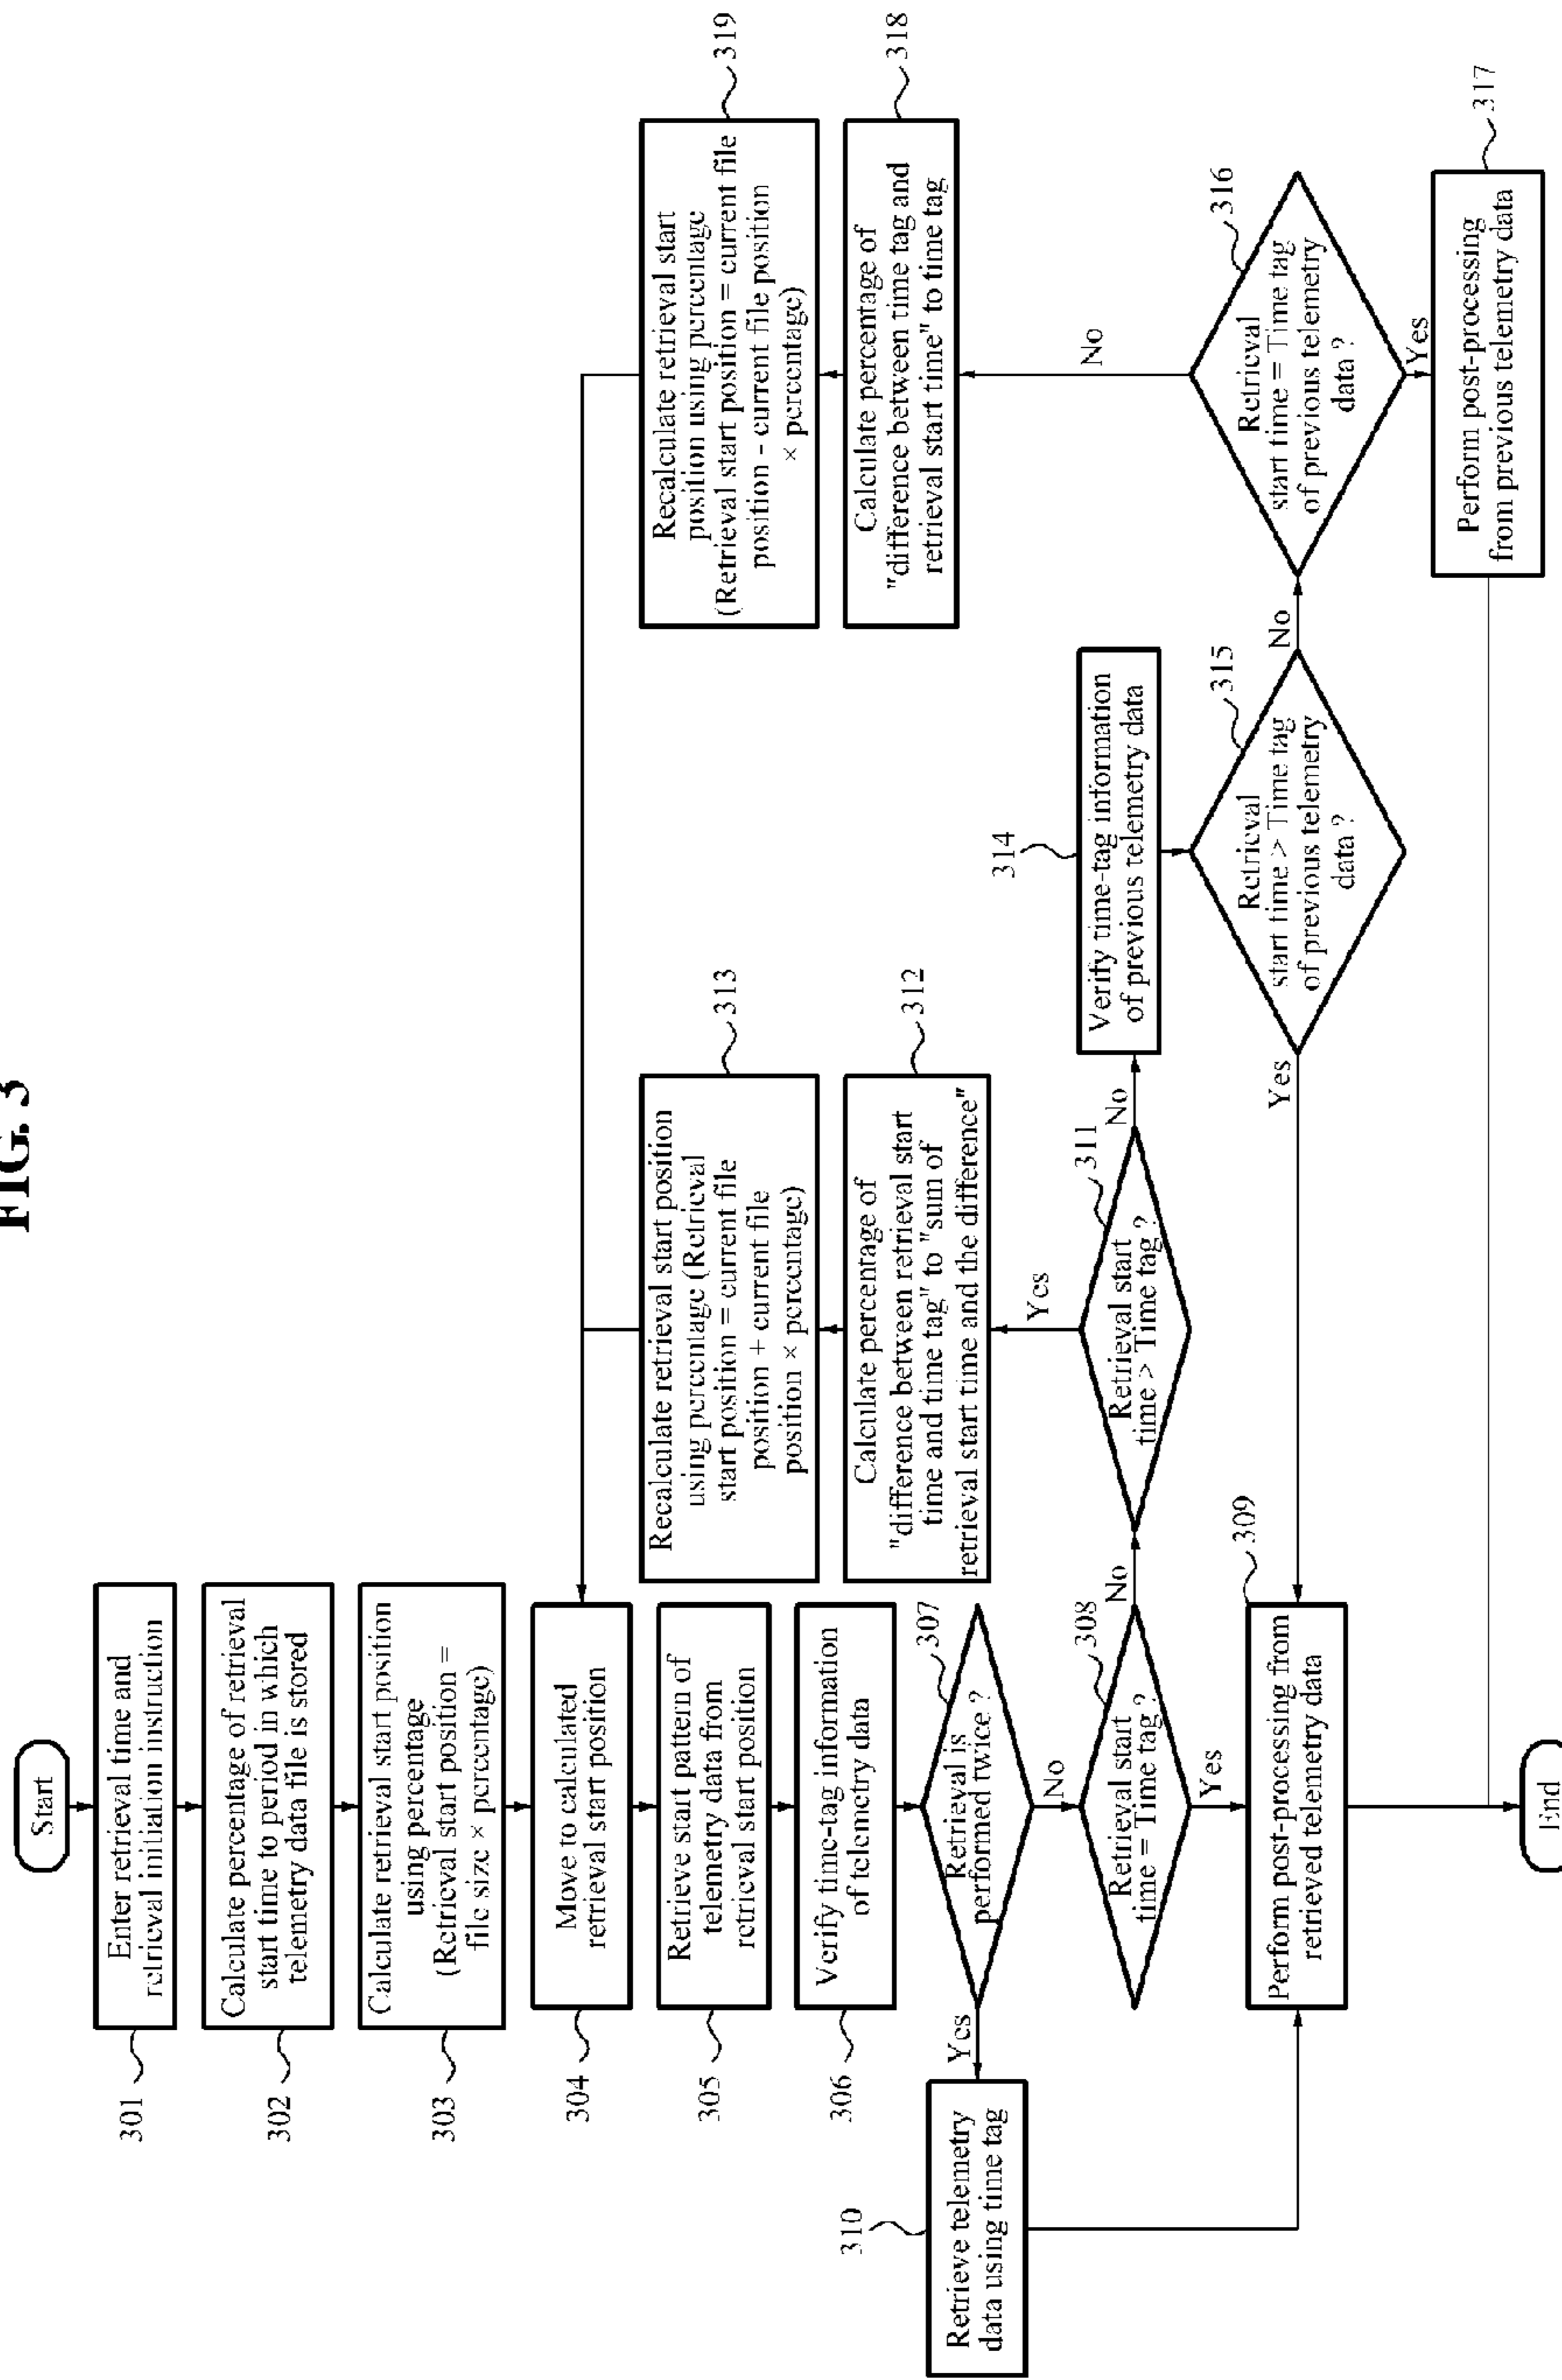 FIG. 3
Start
301
Enter retrieval time and
retrieval initiation instruction
302
Calculate percentage of retrieval
start time to period in which
telemetry data file is stored
303
Calculate retrieval start position
using percentage
(Retrieval start position =
file size × percentage)
304
Move to calculated
retrieval start position
305
Retrieve start pattern of
telemetry data from
retrieval start position
306
Verify time-tag information
of telemetry data
307
Retrieval is
performed twice ?
Yes
No
310
Retrieve telemetry
data using time tag
308
Retrieval start
time = Time tag ?
Yes
No
309
Perform post-processing from
retrieved telemetry data
311
Retrieval start
time > Time tag ?
Yes
No
312
Calculate percentage of
"difference between retrieval start
time and time tag" to "sum of
retrieval start time and the difference"
313
Recalculate retrieval start position
using percentage (Retrieval
start position = current file
position + current file
position × percentage)
314
Verify time-tag information
of previous telemetry data
315
Retrieval
start time > Time tag
of previous telemetry
data ?
Yes
No
316
Retrieval
start time = Time tag
of previous telemetry
data ?
Yes
No
317
Perform post-processing
from previous telemetry data
318
Calculate percentage of
"difference between time tag and
retrieval start time" to time tag
319
Recalculate retrieval start
position using percentage
(Retrieval start position = current file
position - current file position
× percentage)
End